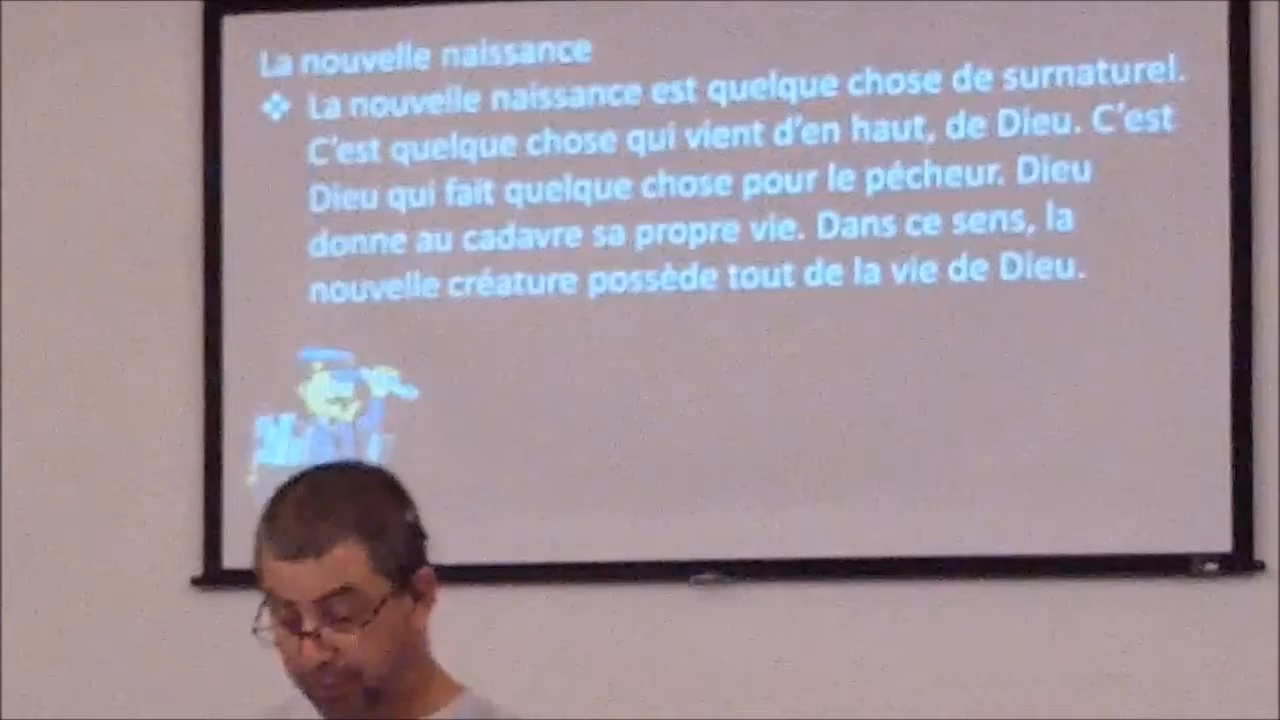 La nouvelle naissance
❖ La nouvelle naissance est quelque chose de surnaturel.
C'est quelque chose qui vient d'en haut, de Dieu. C'est
Dieu qui fait quelque chose pour le pécheur. Dieu
donne au cadavre sa propre vie. Dans ce sens, la
nouvelle créature possède tout de la vie de Dieu.